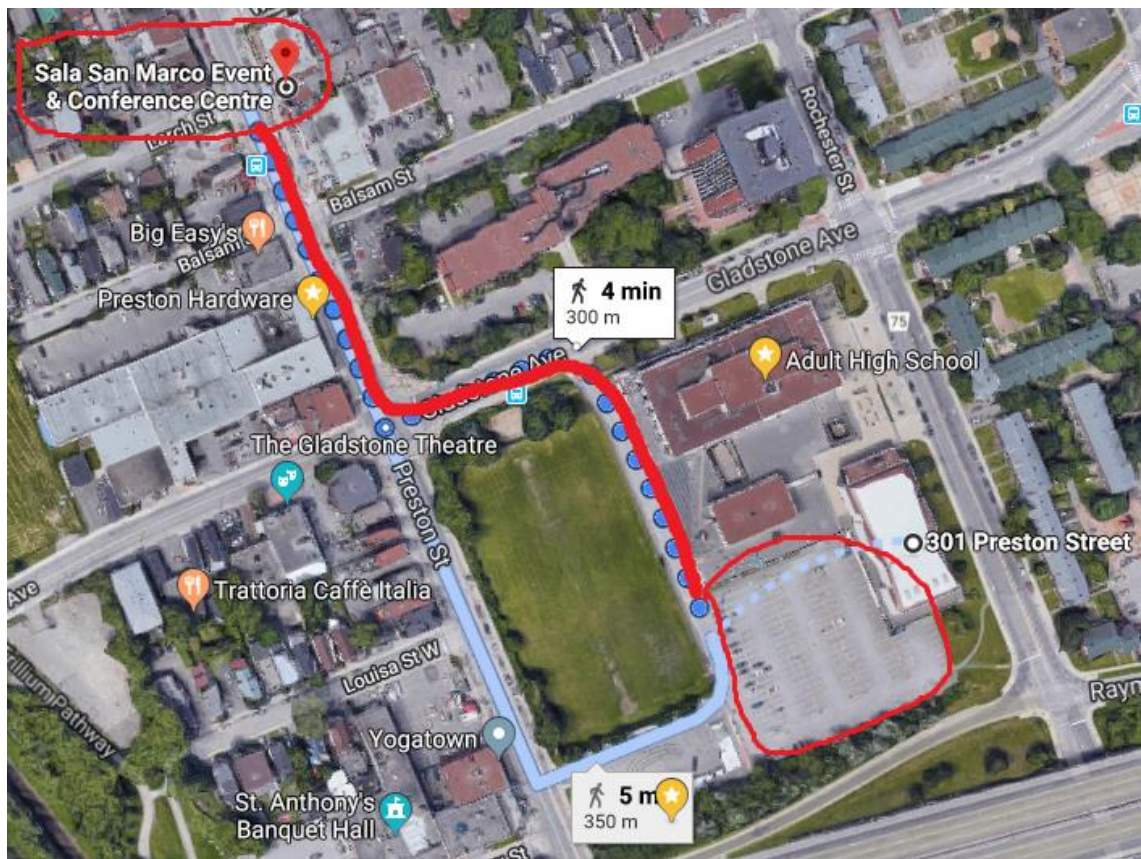 Sala San Marco Event
& Conference Centre
Larch St
Balsam St
Rochester St
Big Easy's
Balsam
Preston Hardware
4 min
300 m
Gladstone Ave
75
Gladstone Ave
Adult High School
The Gladstone Theatre
Preston St
301 Preston Street
Trattoria Caffè Italia
Ave
Louisa St W
Trillium Pathway
Rayn
Yogatown
5 m
350 m
St. Anthony's
Banquet Hall
St